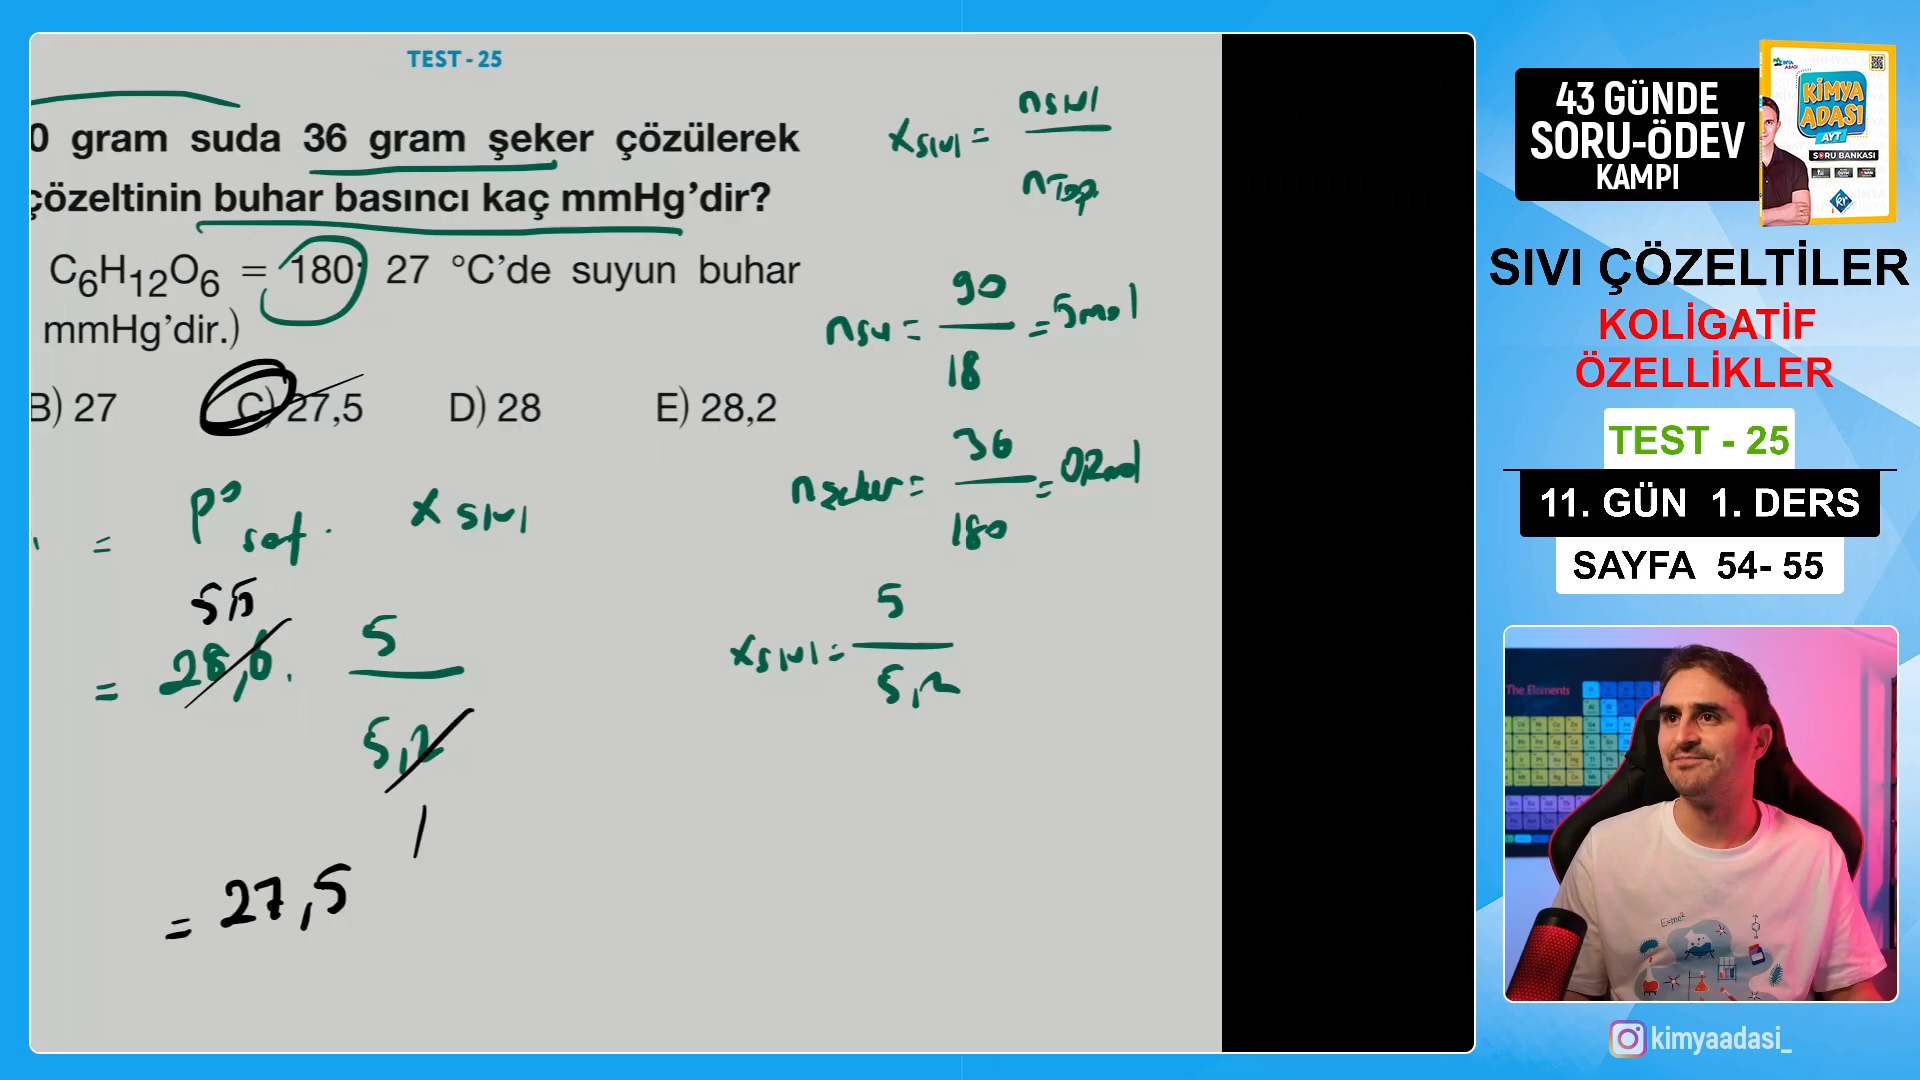 TEST - 25
0 gram suda 36 gram şeker çözülerek
çözeltinin buhar basıncı kaç mmHg’dir?
C6H12O6 = 180, 27 °C’de suyun buhar
mmHg’dir.)
B) 27 C) 27,5 D) 28 E) 28,2
= P° saf . Xsıvı
5,5
= 28,6 . 5
5,2
1
= 27,5
Xsıvı = nsıvı
nTop
nsu = 90 = 5mol
18
nşeker = 36 = 0,2mol
180
Xsıvı = 5
5,2
43 GÜNDE
SORU-ÖDEV
KAMPI
KİMYA
ADASI
AYT
SORU BANKASI
SIVI ÇÖZELTİLER
KOLİGATİF
ÖZELLİKLER
TEST - 25
11. GÜN 1. DERS
SAYFA 54- 55
The Elements
E=mc²
kimyaadasi_